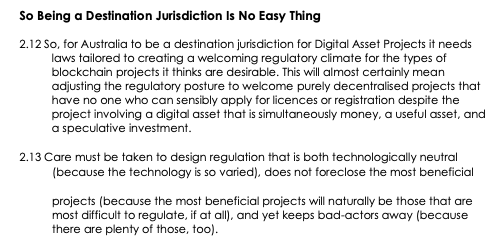 So Being a Destination Jurisdiction Is No Easy Thing
2.12 So, for Australia to be a destination jurisdiction for Digital Asset Projects it needs
laws tailored to creating a welcoming regulatory climate for the types of
blockchain projects it thinks are desirable. This will almost certainly mean
adjusting the regulatory posture to welcome purely decentralised projects that
have no one who can sensibly apply for licences or registration despite the
project involving a digital asset that is simultaneously money, a useful asset, and
a speculative investment.
2.13 Care must be taken to design regulation that is both technologically neutral
(because the technology is so varied), does not foreclose the most beneficial
projects (because the most beneficial projects will naturally be those that are
most difficult to regulate, if at all), and yet keeps bad-actors away (because
there are plenty of those, too).